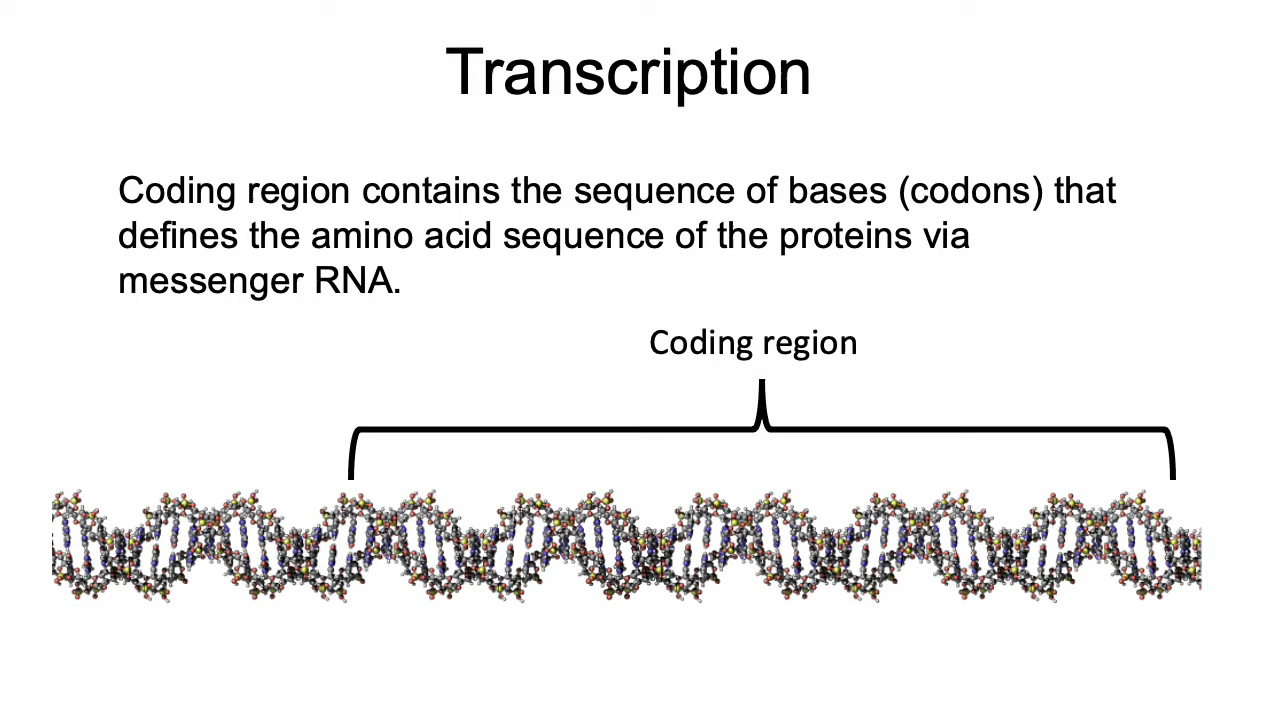 Transcription
Coding region contains the sequence of bases (codons) that
defines the amino acid sequence of the proteins via
messenger RNA.
Coding region